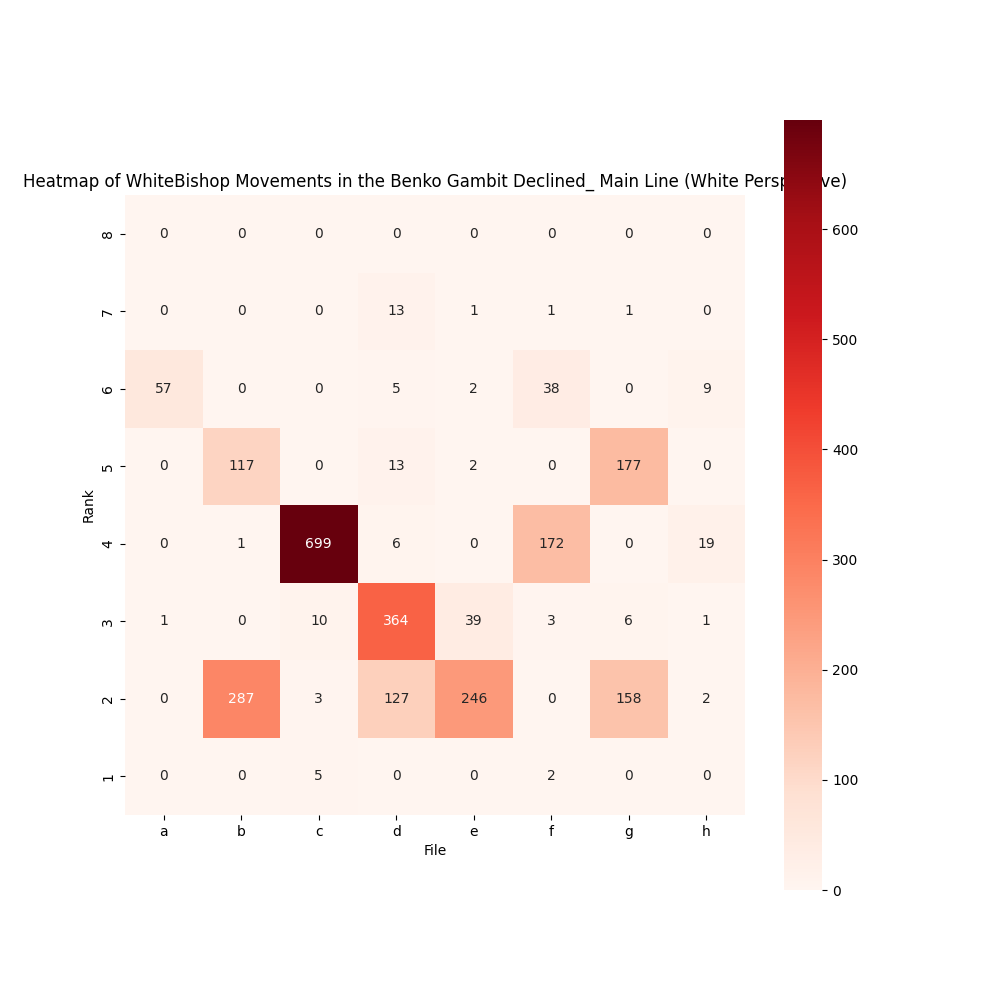 Heatmap of WhiteBishop Movements in the Benko Gambit Declined_ Main Line (White Persp ve)
8 0 0 0 0 0 0 0 0
7 0 0 0 13 1 1 1 0
6 57 0 0 5 2 38 0 9
5 0 117 0 13 2 0 177 0
4 0 1 699 6 0 172 0 19
3 1 0 10 364 39 3 6 1
2 0 287 3 127 246 0 158 2
1 0 0 5 0 0 2 0 0
a b c d e f g h
File
Rank
600
500
400
300
200
100
0